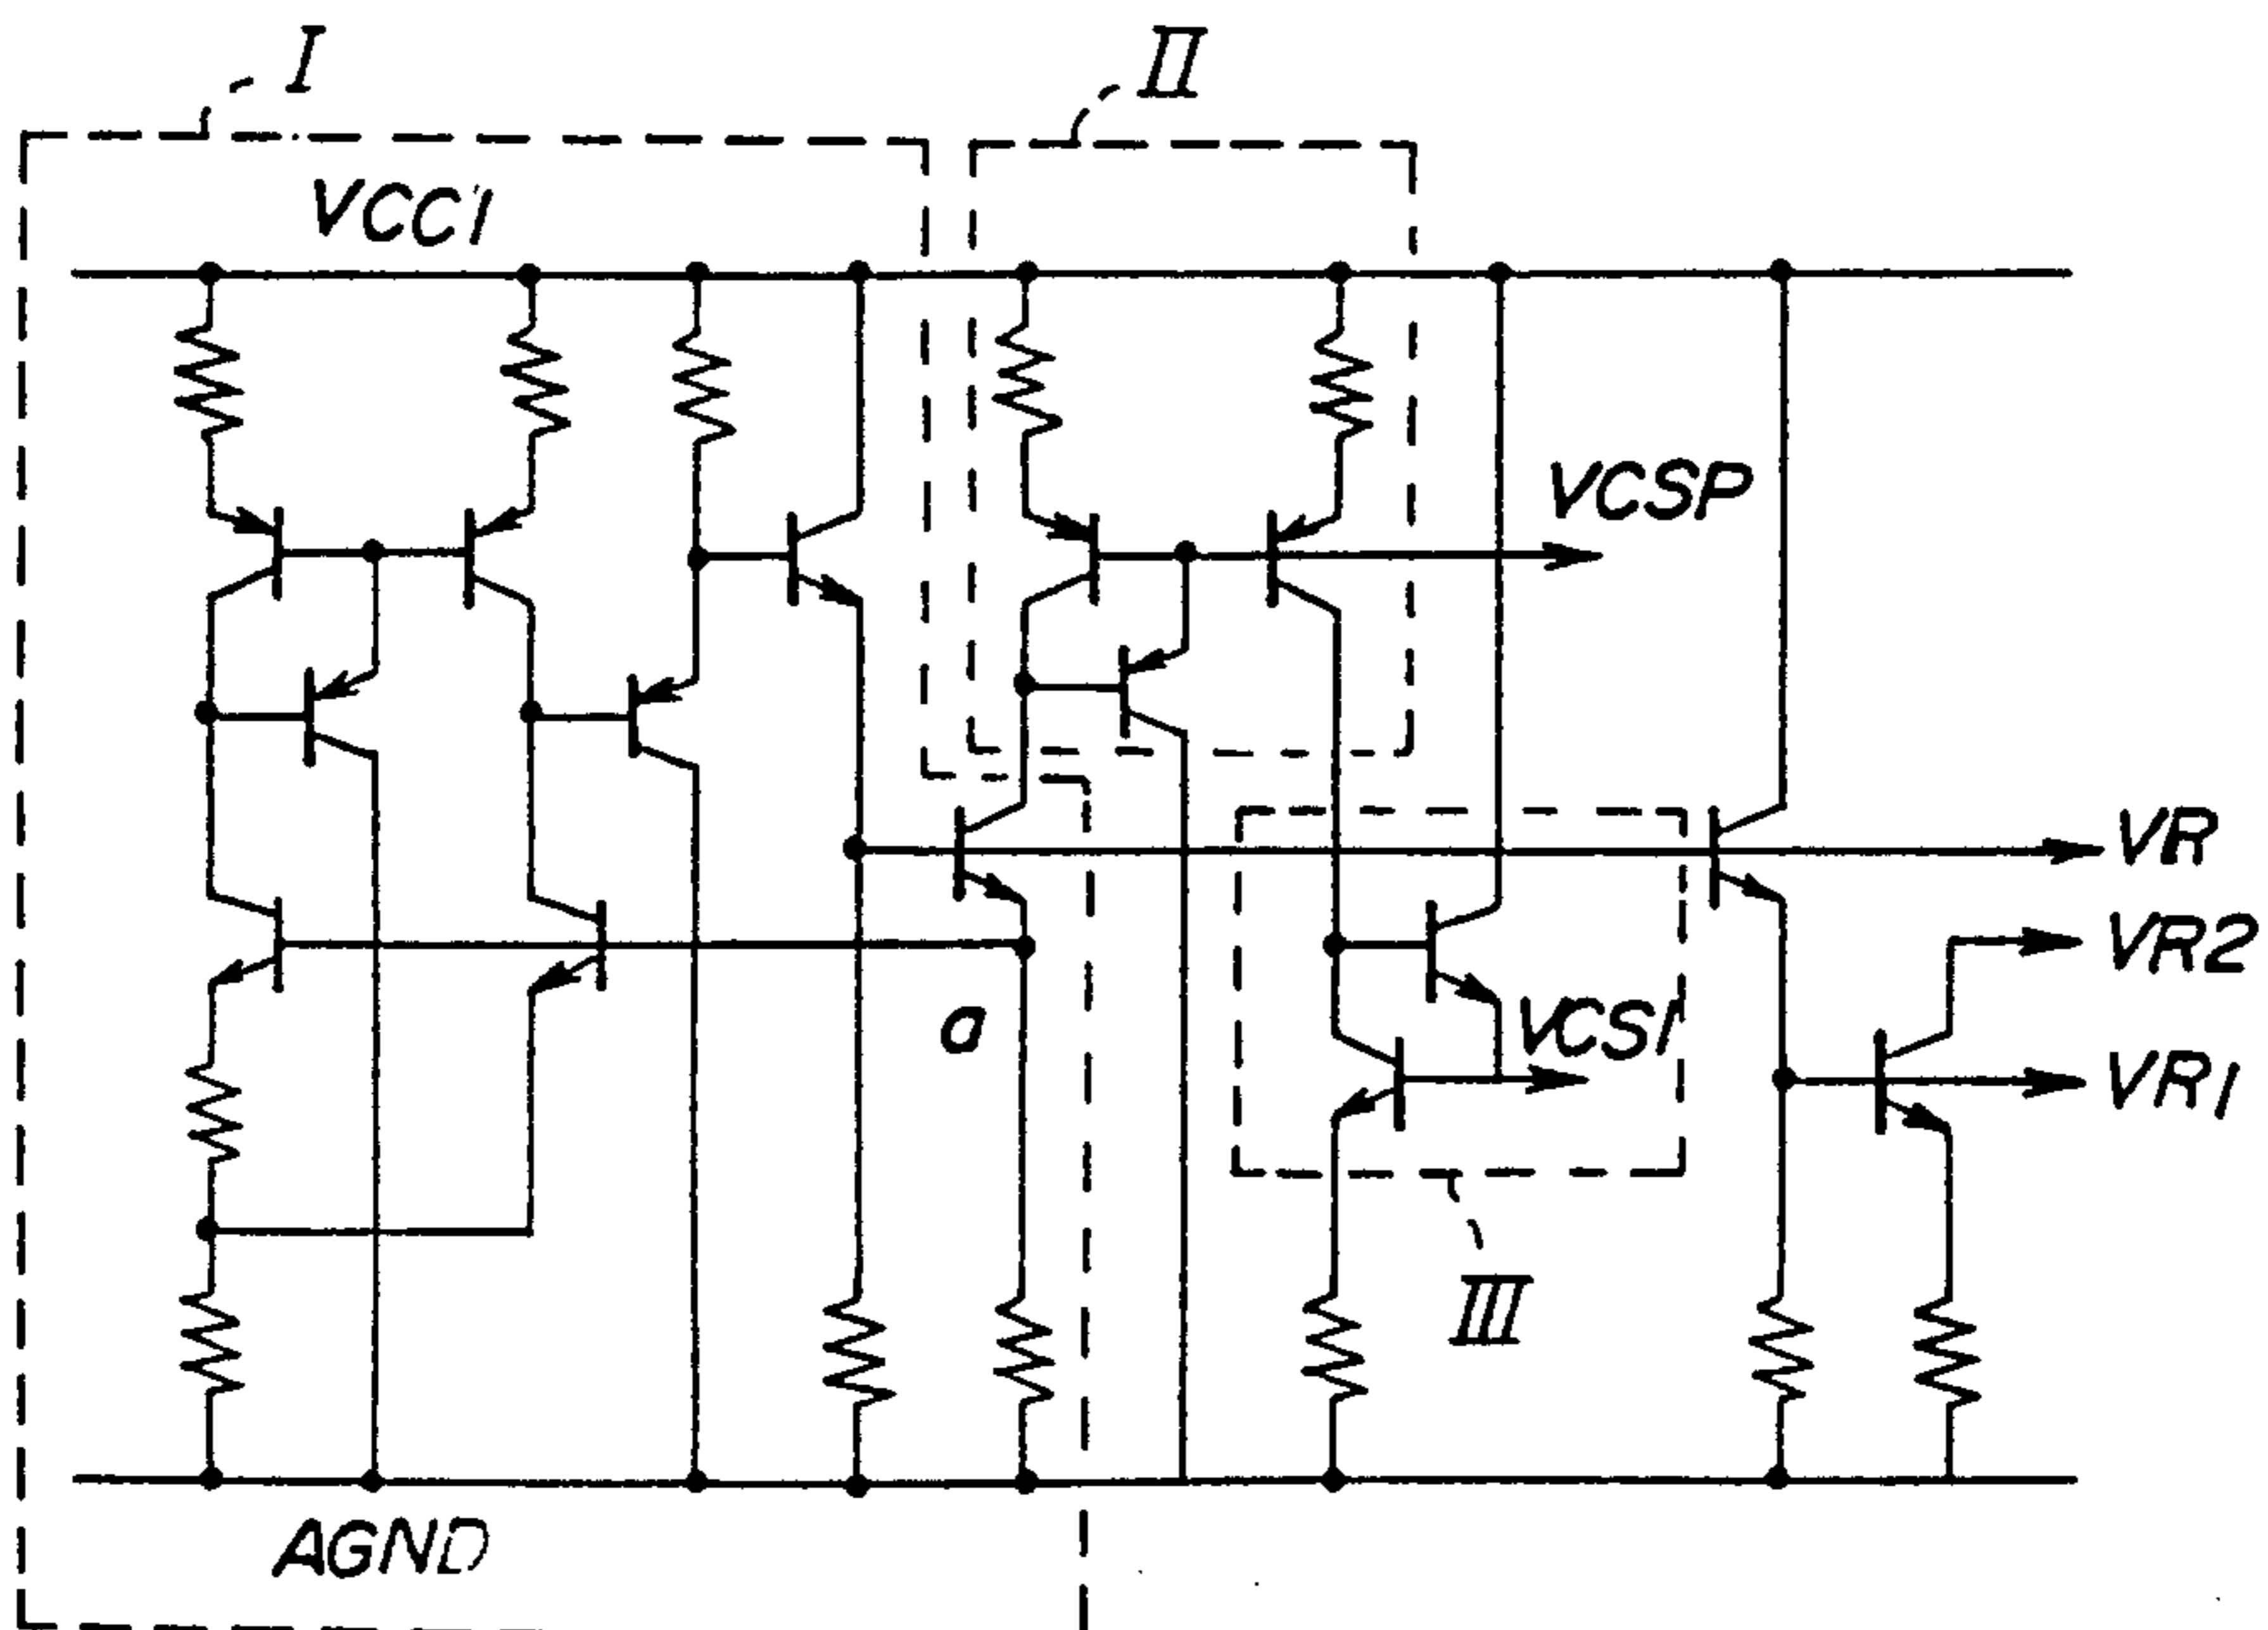 I
II
VCC1
VCSP
VR
VR2
a
VCS1
VR1
III
AGND